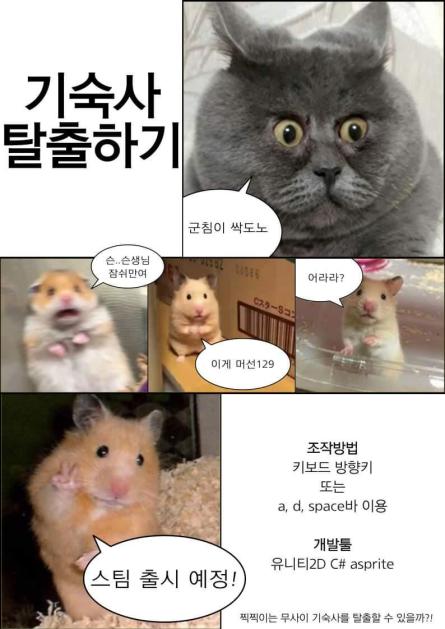 기숙사
탈출하기
군침이 싹도노
슨..슨생님
잠쉬만여
이게 머선129
어라라?
스팀 출시 예정!
조작방법
키보드 방향키
또는
a, d, space바 이용
개발툴
유니티2D C# asprite
찍찍이는 무사이 기숙사를 탈출할 수 있을까?!